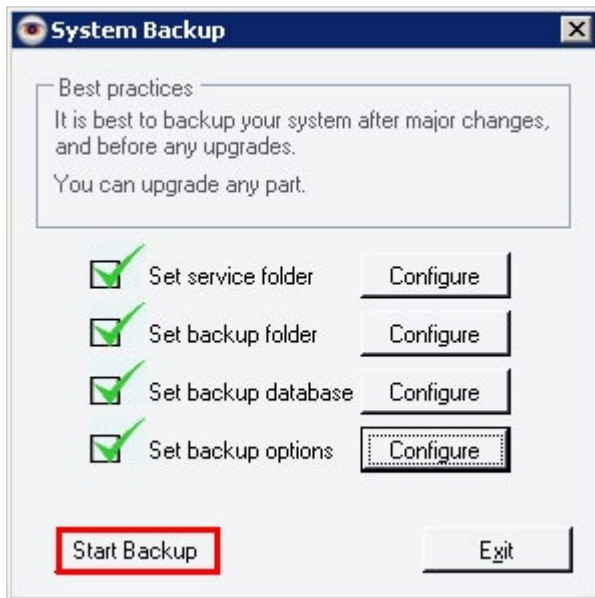 System Backup
Best practices
It is best to backup your system after major changes,
and before any upgrades.
You can upgrade any part.
Set service folder Configure
Set backup folder Configure
Set backup database Configure
Set backup options Configure
Start Backup Exit